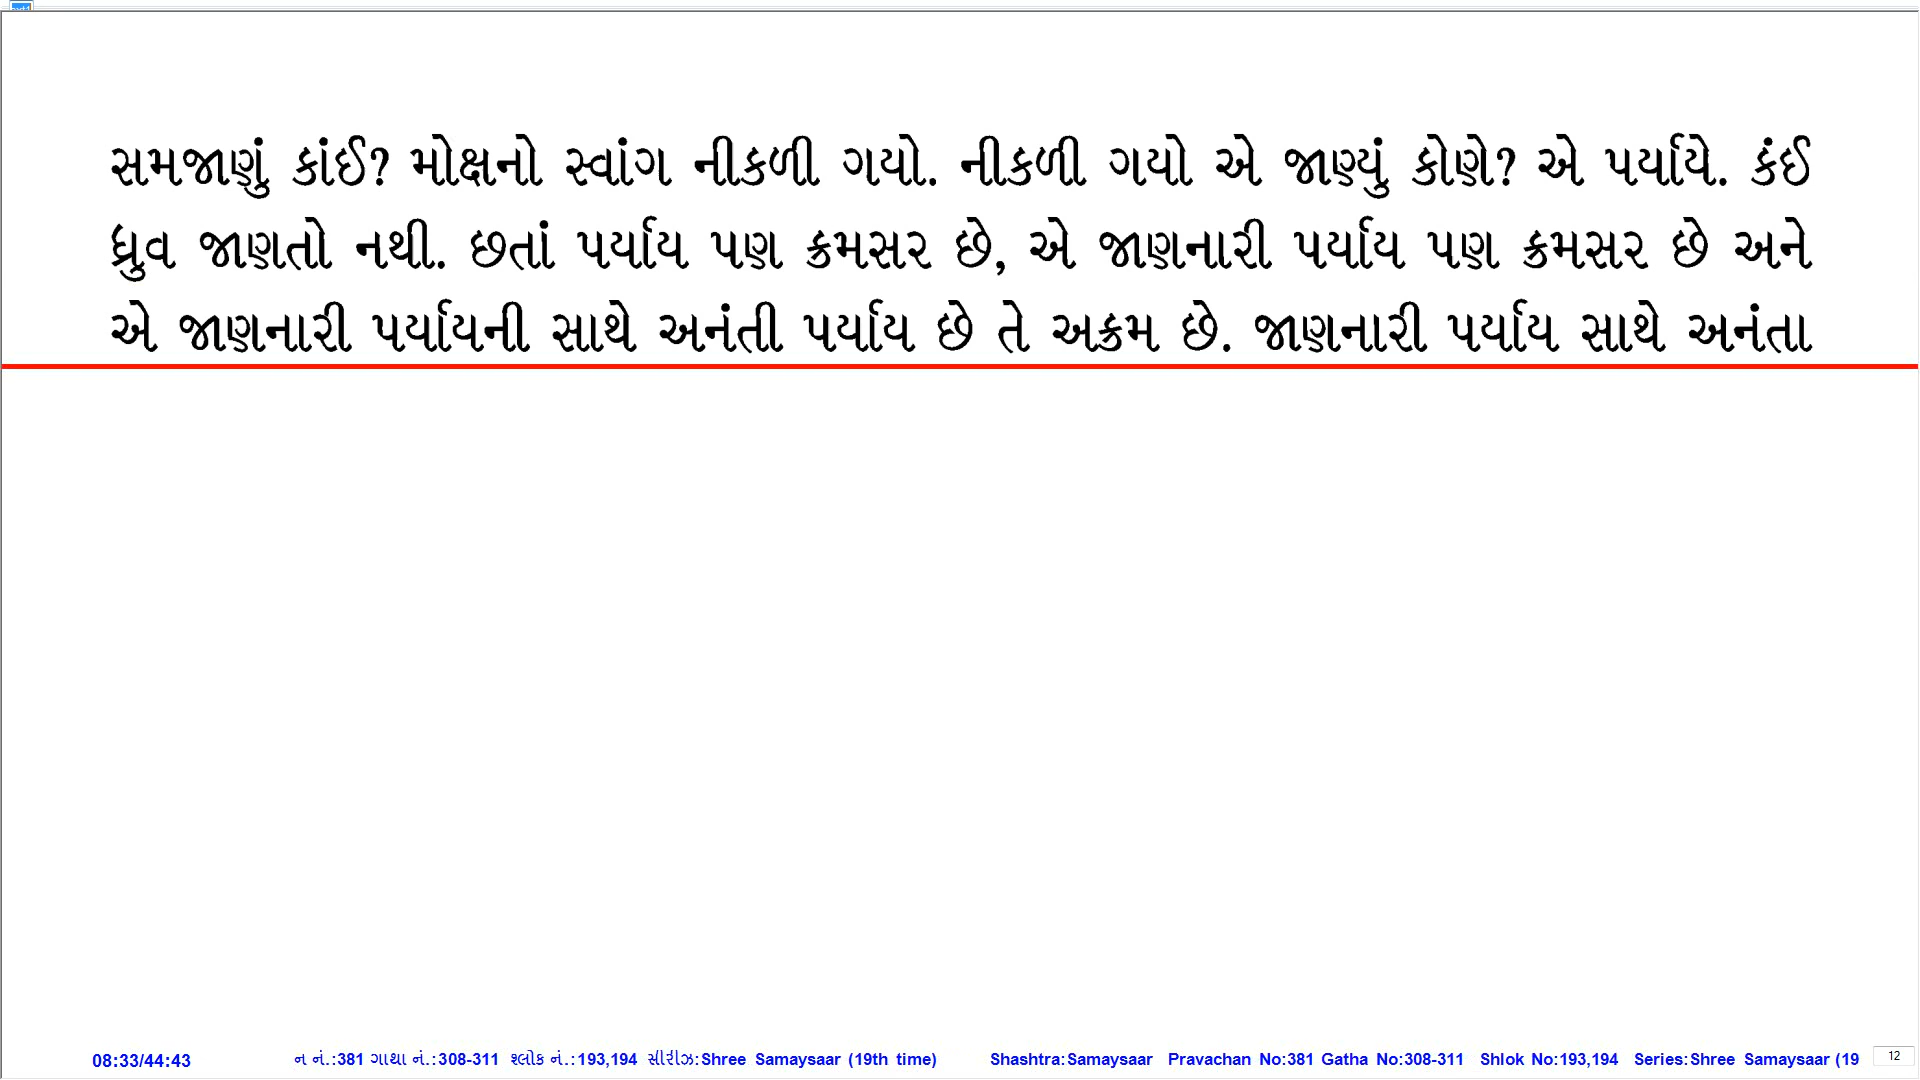 સમજાણું કાંઈ? મોક્ષનો સ્વાંગ નીકળી ગયો. નીકળી ગયો એ જાણ્યું કોણે? એ પર્યાયે. કંઈ
ધ્રુવ જાણતો નથી. છતાં પર્યાય પણ ક્રમસર છે, એ જાણનારી પર્યાય પણ ક્રમસર છે અને
એ જાણનારી પર્યાયની સાથે અનંતી પર્યાય છે તે અક્રમ છે. જાણનારી પર્યાય સાથે અનંતા
08:33/44:43 ન નં.:381 ગાથા નં.:308-311 શ્લોક નં.:193,194 સીરીઝ:Shree Samaysaar (19th time) Shashtra:Samaysaar Pravachan No:381 Gatha No:308-311 Shlok No:193,194 Series:Shree Samaysaar (19 12